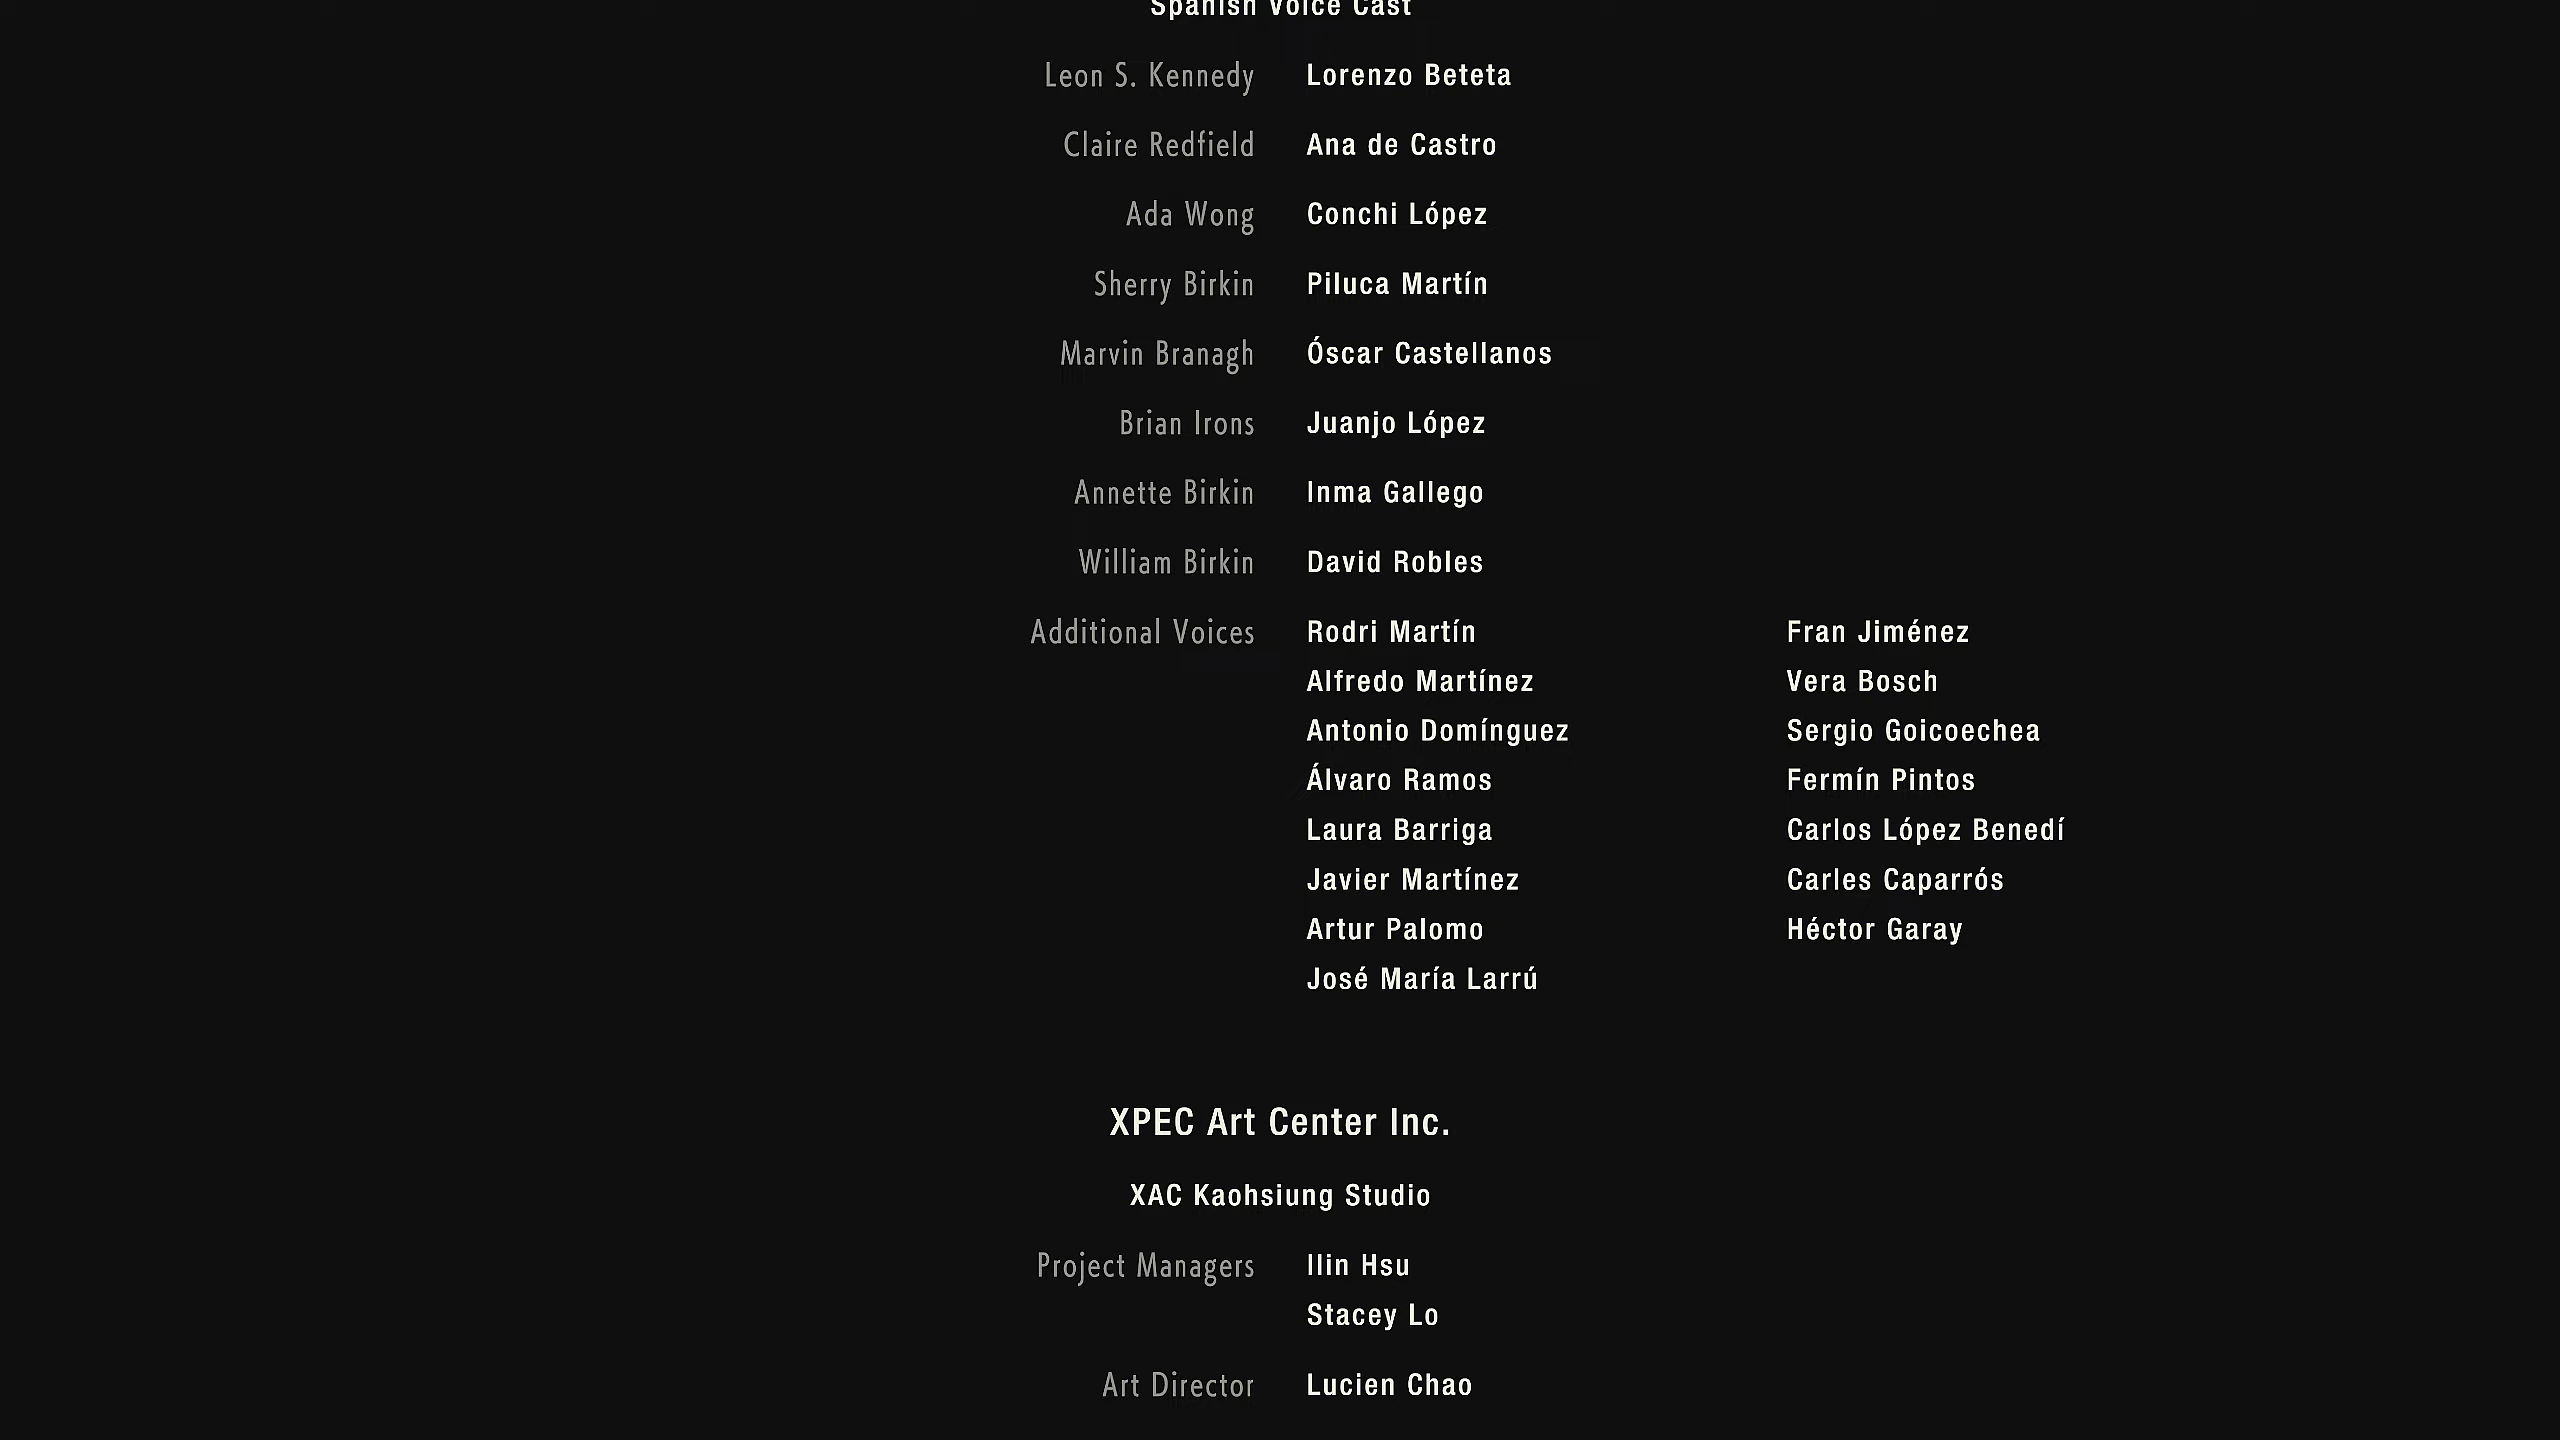 Spanish Voice Cast
Leon S. Kennedy Lorenzo Beteta
Claire Redfield Ana de Castro
Ada Wong Conchi López
Sherry Birkin Piluca Martín
Marvin Branagh Óscar Castellanos
Brian Irons Juanjo López
Annette Birkin Inma Gallego
William Birkin David Robles
Additional Voices Rodri Martín Fran Jiménez
Alfredo Martínez Vera Bosch
Antonio Domínguez Sergio Goicoechea
Álvaro Ramos Fermín Pintos
Laura Barriga Carlos López Benedí
Javier Martínez Carles Caparrós
Artur Palomo Héctor Garay
José María Larrú
XPEC Art Center Inc.
XAC Kaohsiung Studio
Project Managers Ilin Hsu
Stacey Lo
Art Director Lucien Chao